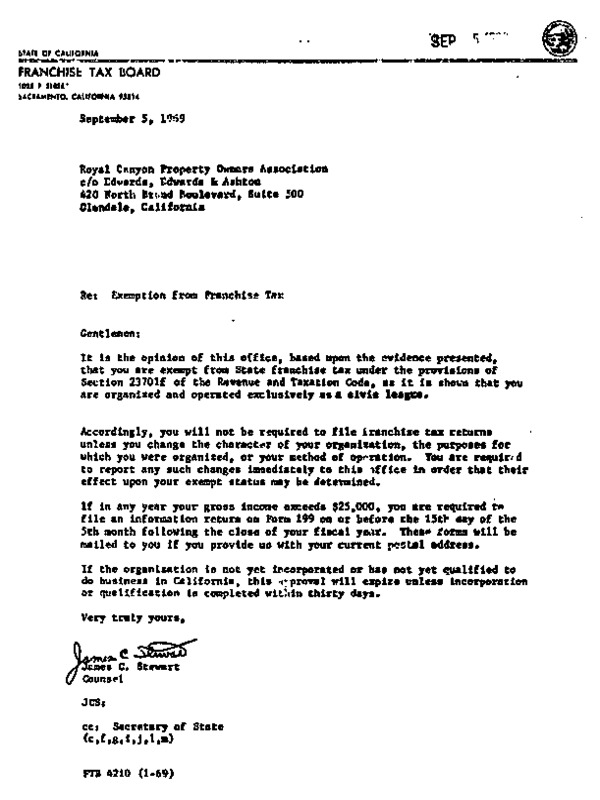 SEP 5
STATE OF CALIFORNIA
FRANCHISE TAX BOARD
SACRAMENTO, CALIFORNIA 95814
September 5, 1969
Royal Canyon Property Owners Association
c/o Edwards, Edwards & Ashton
420 North Brand Boulevard, Suite 500
Glendale, California
Re: Exemption from Franchise Tax
Gentlemen:
It is the opinion of this office, based upon the evidence presented,
that you are exempt from State franchise tax under the provisions of
Section 23701f of the Revenue and Taxation Code, as it is shown that you
are organized and operated exclusively as a civic league.
Accordingly, you will not be required to file franchise tax returns
unless you change the character of your organization, the purposes for
which you were organized, or your method of operation. You are required
to report any such changes immediately to this office in order that their
effect upon your exempt status may be determined.
If in any year your gross income exceeds $25,000, you are required to
file an information return on Form 199 on or before the 15th day of the
5th month following the close of your fiscal year. These forms will be
mailed to you if you provide us with your current postal address.
If the organization is not yet incorporated or has not yet qualified to
do business in California, this approval will expire unless incorporation
or qualification is completed within thirty days.
Very truly yours,
James C Stewart
James C. Stewart
Counsel
JCS:
cc: Secretary of State
(c,f,g,i,j,l,m)
FTB 4210 (1-69)